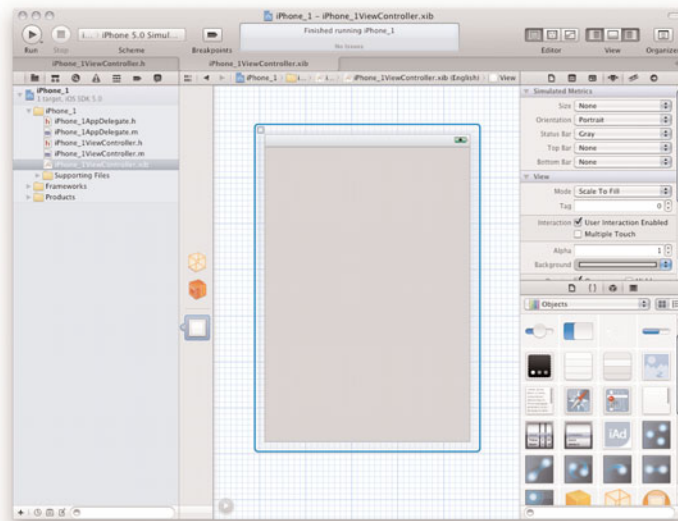 iPhone_1 – iPhone_1ViewController.xib
Run
Stop
i... iPhone 5.0 Simul...
Scheme
Breakpoints
Finished running iPhone_1
No Issues
Editor
View
Organizer
iPhone_1ViewController.h
iPhone_1ViewController.xib
iPhone_1
i...
iPhone_1ViewController.xib (English)
View
iPhone_1
1 target, iOS SDK 5.0
iPhone_1
iPhone_1AppDelegate.h
iPhone_1AppDelegate.m
iPhone_1ViewController.h
iPhone_1ViewController.m
iPhone_1ViewController.xib
Supporting Files
Frameworks
Products
Simulated Metrics
Size None
Orientation Portrait
Status Bar Gray
Top Bar None
Bottom Bar None
View
Mode Scale To Fill
Tag 0
Interaction User Interaction Enabled
Multiple Touch
Alpha 1
Background
Objects
iAd